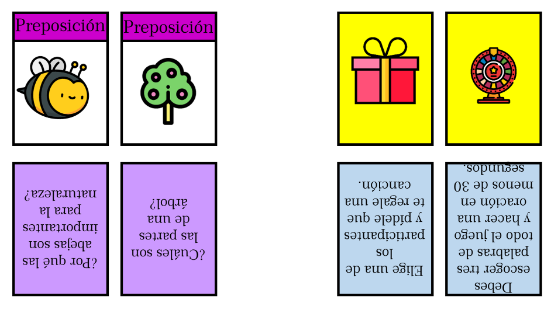 Preposición
Preposición
¿Por qué las
abejas son
importantes
para la
naturaleza?
¿Cuáles son
las partes
de una
árbol?
Elige una de
los
participantes
y pídele que
te regale una
canción.
Debes
escoger tres
palabras de
todo el juego
y hacer una
oración en
menos de 30
segundos.